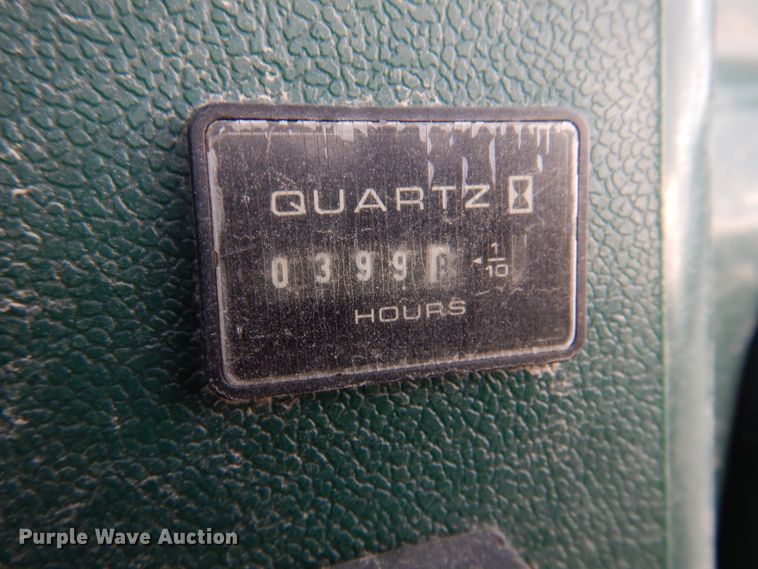 QUARTZ
0399
1/10
HOURS
Purple Wave Auction